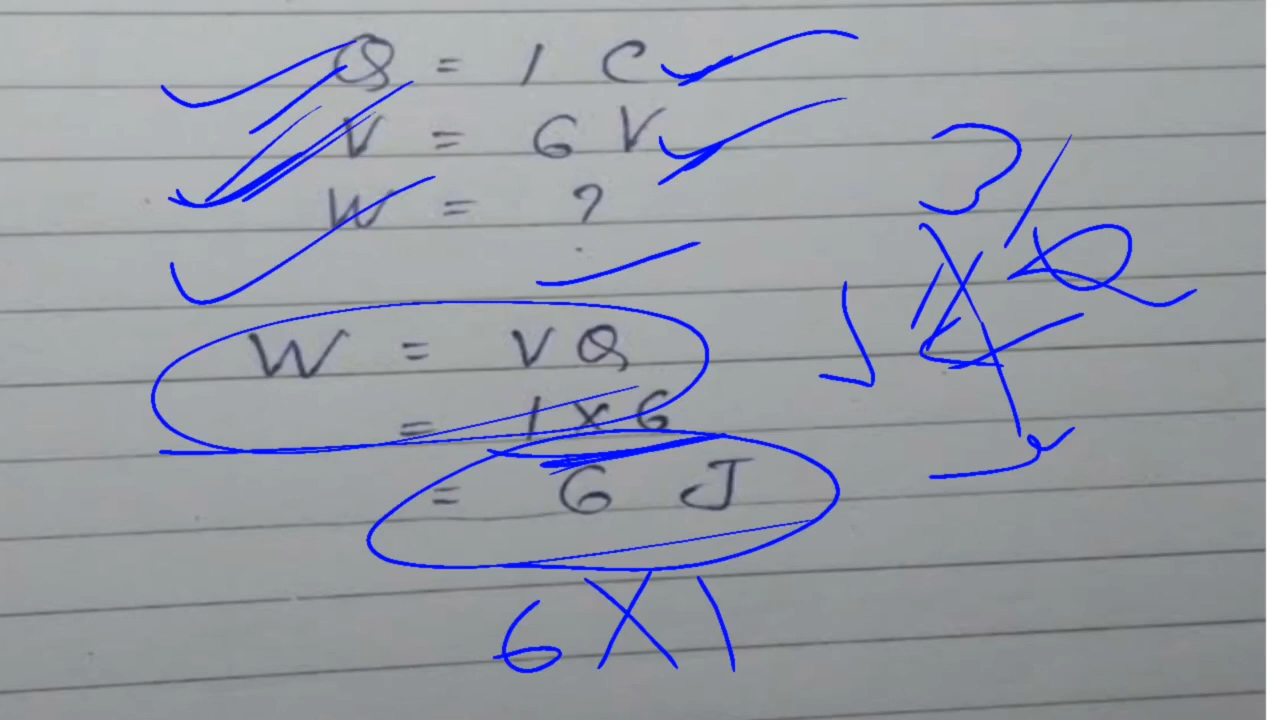 Q = 1 C
V = 6 V
W = ?
W = VQ
= 1 x 6
= 6 J
6 X 1